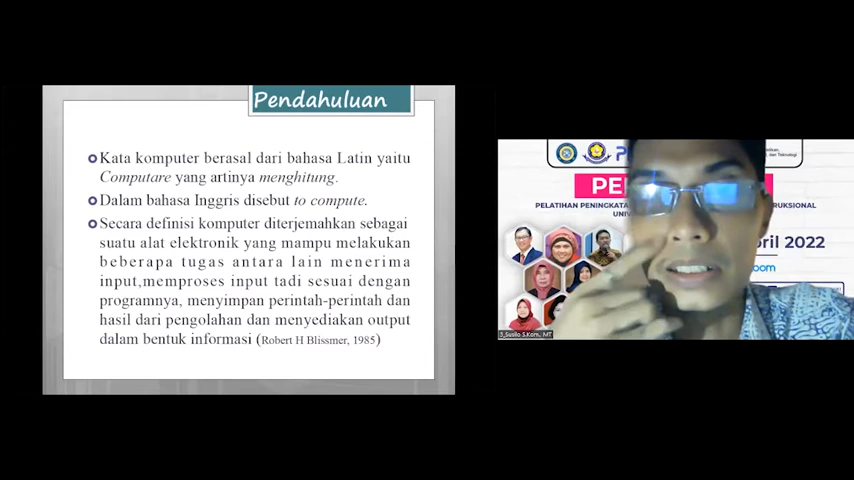 Pendahuluan
Kata komputer berasal dari bahasa Latin yaitu
Computare yang artinya menghitung.
Dalam bahasa Inggris disebut to compute.
Secara definisi komputer diterjemahkan sebagai
suatu alat elektronik yang mampu melakukan
beberapa tugas antara lain menerima
input,memproses input tadi sesuai dengan
programnya, menyimpan perintah-perintah dan
hasil dari pengolahan dan menyediakan output
dalam bentuk informasi (Robert H Blissmer, 1985)
PE
PELATIHAN PENINGKATA RUKSIONAL
UNIV
ril 2022
oom
Susilo S.Kom, MT